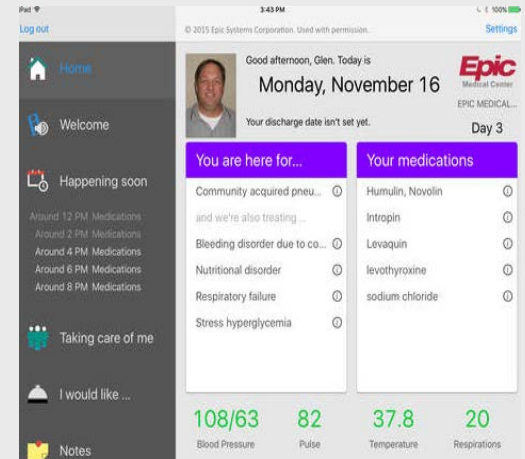 iPad
3:43 PM
100%
Log out
© 2015 Epic Systems Corporation. Used with permission.
Settings
Home
Welcome
Happening soon
Around 12 PM Medications
Around 2 PM Medications
Around 4 PM Medications
Around 6 PM Medications
Around 8 PM Medications
Taking care of me
I would like ...
Notes
Good afternoon, Glen. Today is
Monday, November 16
Your discharge date isn't set yet.
Epic
Medical Center
EPIC MEDICAL...
Day 3
You are here for...
Community acquired pneu...
and we're also treating ...
Bleeding disorder due to co...
Nutritional disorder
Respiratory failure
Stress hyperglycemia
Your medications
Humulin, Novolin
Intropin
Levaquin
levothyroxine
sodium chloride
108/63
Blood Pressure
82
Pulse
37.8
Temperature
20
Respirations